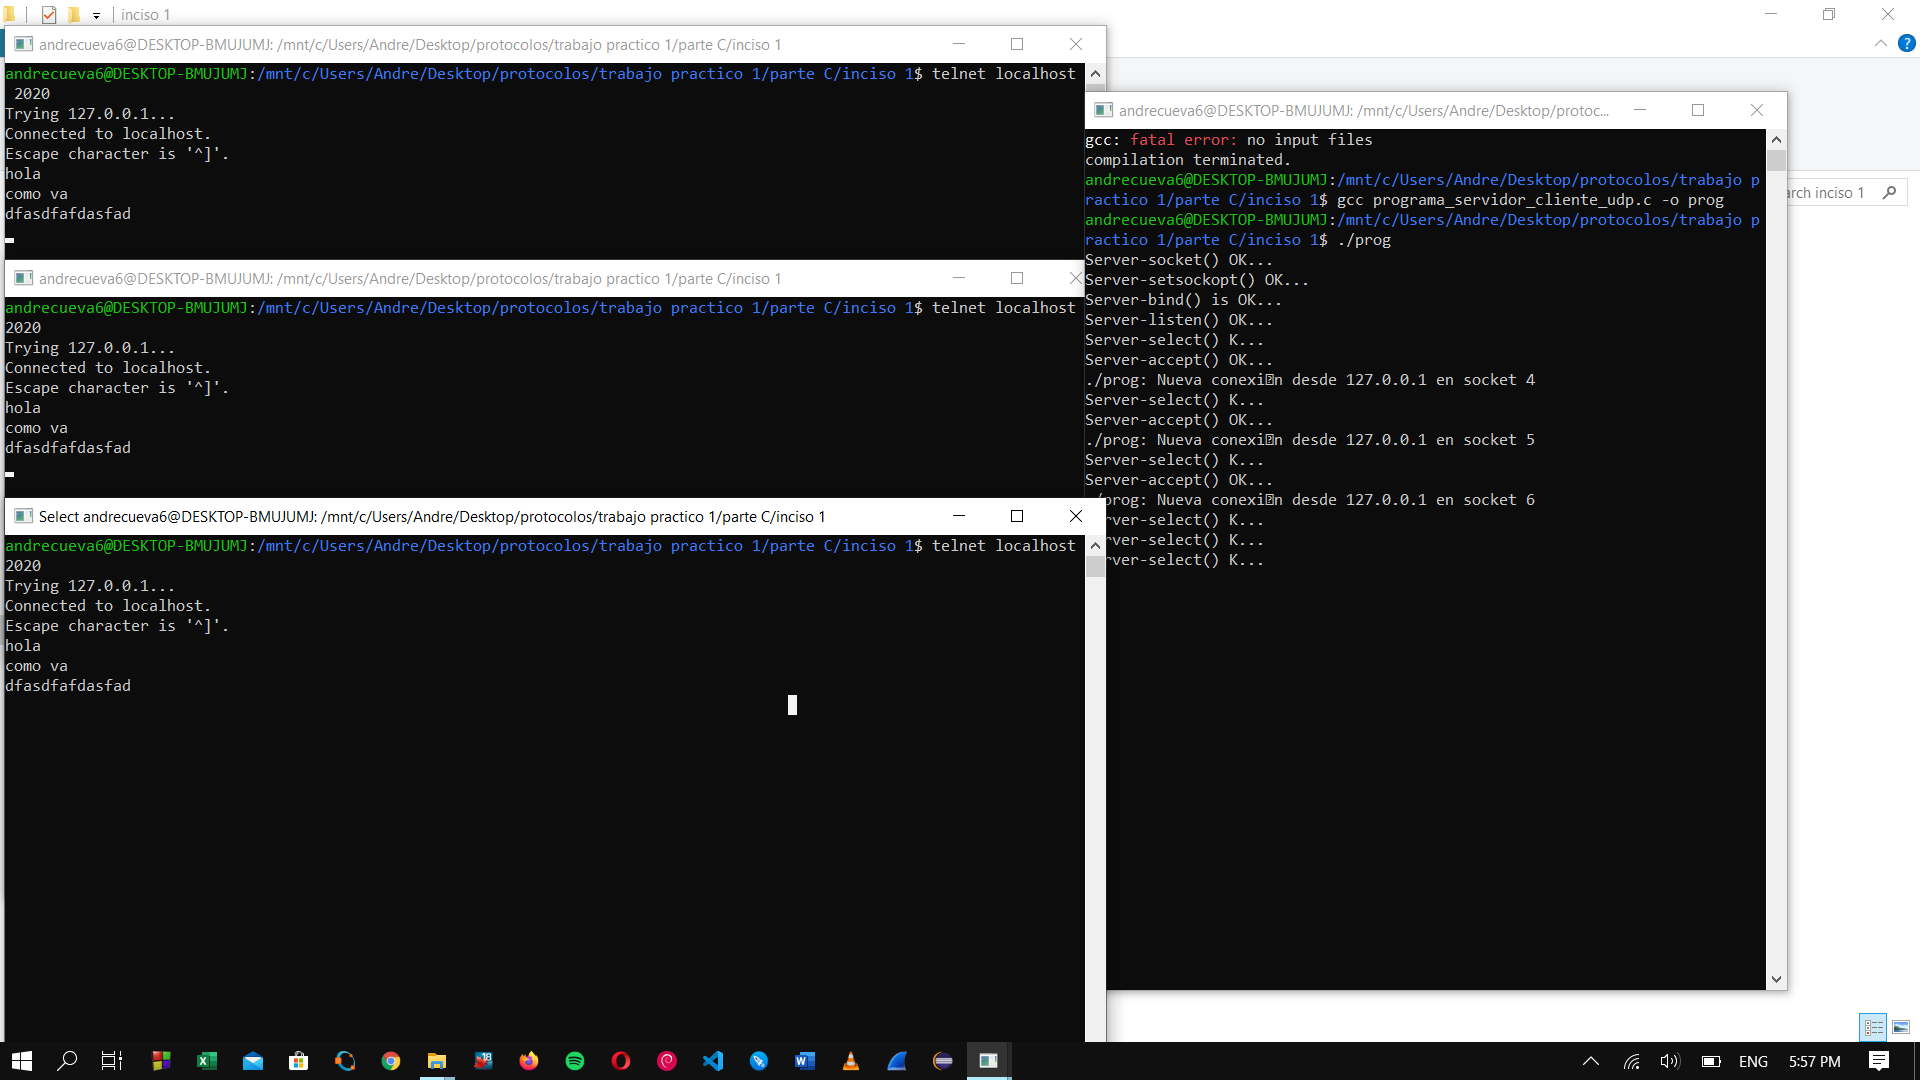 inciso 1
andrecueva6@DESKTOP-BMUJUMJ: /mnt/c/Users/Andre/Desktop/protocolos/trabajo practico 1/parte C/inciso 1
andrecueva6@DESKTOP-BMUJUMJ:/mnt/c/Users/Andre/Desktop/protocolos/trabajo practico 1/parte C/inciso 1$ telnet localhost
2020
Trying 127.0.0.1...
Connected to localhost.
Escape character is '^]'.
hola
como va
dfasdfafdasfad
andrecueva6@DESKTOP-BMUJUMJ: /mnt/c/Users/Andre/Desktop/protocolos/trabajo practico 1/parte C/inciso 1
andrecueva6@DESKTOP-BMUJUMJ:/mnt/c/Users/Andre/Desktop/protocolos/trabajo practico 1/parte C/inciso 1$ telnet localhost
2020
Trying 127.0.0.1...
Connected to localhost.
Escape character is '^]'.
hola
como va
dfasdfafdasfad
Select andrecueva6@DESKTOP-BMUJUMJ: /mnt/c/Users/Andre/Desktop/protocolos/trabajo practico 1/parte C/inciso 1
andrecueva6@DESKTOP-BMUJUMJ:/mnt/c/Users/Andre/Desktop/protocolos/trabajo practico 1/parte C/inciso 1$ telnet localhost
2020
Trying 127.0.0.1...
Connected to localhost.
Escape character is '^]'.
hola
como va
dfasdfafdasfad
andrecueva6@DESKTOP-BMUJUMJ: /mnt/c/Users/Andre/Desktop/protoc...
gcc: fatal error: no input files
compilation terminated.
andrecueva6@DESKTOP-BMUJUMJ:/mnt/c/Users/Andre/Desktop/protocolos/trabajo p
ractico 1/parte C/inciso 1$ gcc programa_servidor_cliente_udp.c -o prog
andrecueva6@DESKTOP-BMUJUMJ:/mnt/c/Users/Andre/Desktop/protocolos/trabajo p
ractico 1/parte C/inciso 1$ ./prog
Server-socket() OK...
Server-setsockopt() OK...
Server-bind() is OK...
Server-listen() OK...
Server-select() K...
Server-accept() OK...
./prog: Nueva conexi�n desde 127.0.0.1 en socket 4
Server-select() K...
Server-accept() OK...
./prog: Nueva conexi�n desde 127.0.0.1 en socket 5
Server-select() K...
Server-accept() OK...
/prog: Nueva conexi�n desde 127.0.0.1 en socket 6
rver-select() K...
rver-select() K...
rver-select() K...
arch inciso 1
18
ENG
5:57 PM